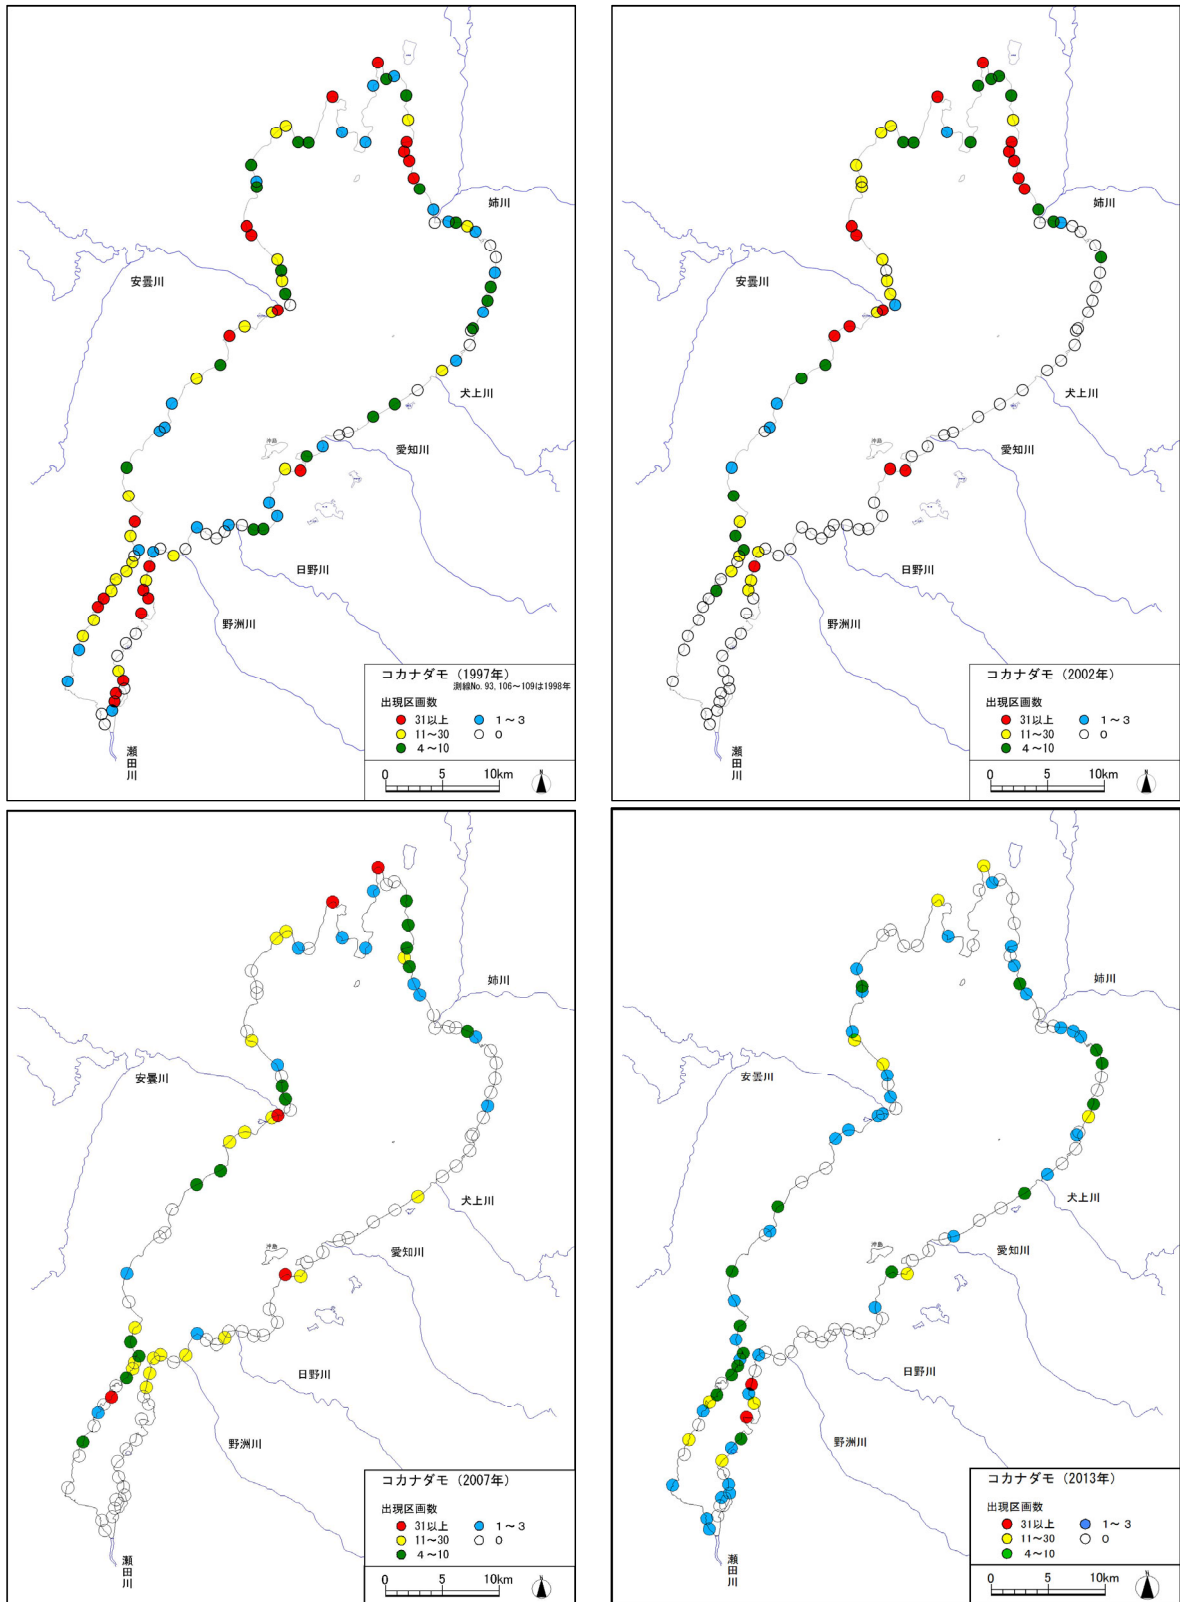 姉川
安曇川
犬上川
愛知川
沖島
日野川
野洲川
瀬田川
コカナダモ (1997年)
測線No. 93, 106~109は1998年
出現区画数
31以上 1~3
11~30 0
4~10
0 5 10km
N
姉川
安曇川
犬上川
愛知川
日野川
野洲川
瀬田川
コカナダモ (2002年)
出現区画数
31以上 1~3
11~30 0
4~10
0 5 10km
N
姉川
安曇川
犬上川
愛知川
沖島
日野川
野洲川
瀬田川
コカナダモ (2007年)
出現区画数
31以上 1~3
11~30 0
4~10
0 5 10km
N
姉川
安曇川
犬上川
愛知川
沖島
日野川
野洲川
瀬田川
コカナダモ (2013年)
出現区画数
31以上 1~3
11~30 0
4~10
0 5 10km
N